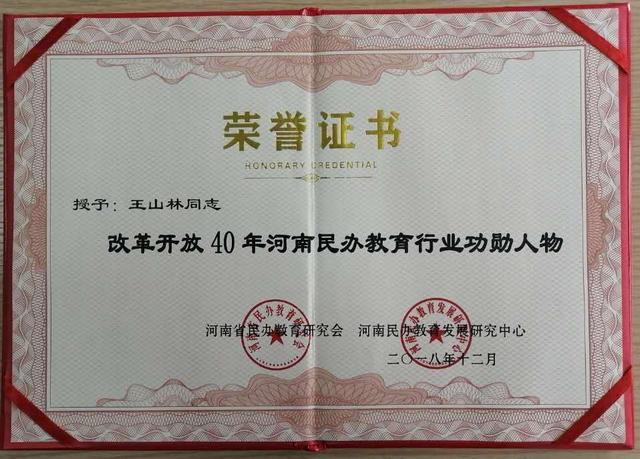 荣誉证书
HONORARY CREDENTIAL
授予：王山林同志
改革开放40年河南民办教育行业功勋人物
河南省民办教育研究会 河南民办教育发展研究中心
二〇一八年十二月